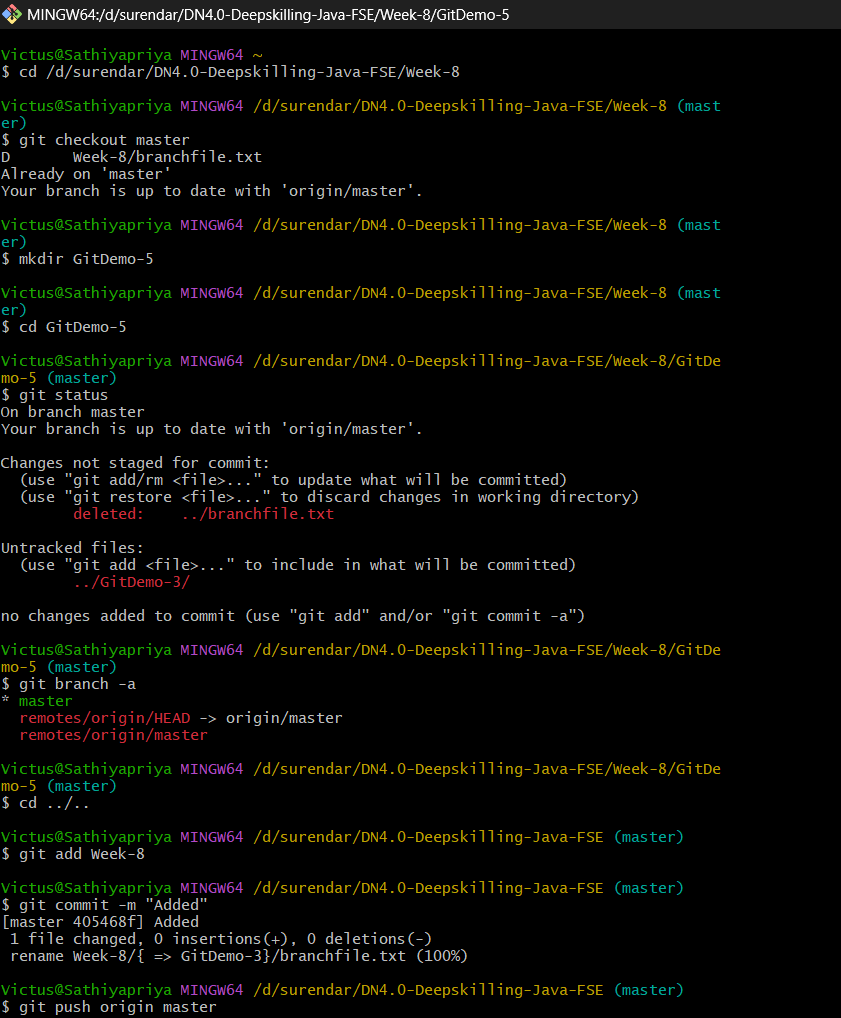 MINGW64:/d/surendar/DN4.0-Deepskilling-Java-FSE/Week-8/GitDemo-5
Victus@Sathiyapriya MINGW64 ~
$ cd /d/surendar/DN4.0-Deepskilling-Java-FSE/Week-8
Victus@Sathiyapriya MINGW64 /d/surendar/DN4.0-Deepskilling-Java-FSE/Week-8 (mast
er)
$ git checkout master
D       Week-8/branchfile.txt
Already on 'master'
Your branch is up to date with 'origin/master'.
Victus@Sathiyapriya MINGW64 /d/surendar/DN4.0-Deepskilling-Java-FSE/Week-8 (mast
er)
$ mkdir GitDemo-5
Victus@Sathiyapriya MINGW64 /d/surendar/DN4.0-Deepskilling-Java-FSE/Week-8 (mast
er)
$ cd GitDemo-5
Victus@Sathiyapriya MINGW64 /d/surendar/DN4.0-Deepskilling-Java-FSE/Week-8/GitDe
mo-5 (master)
$ git status
On branch master
Your branch is up to date with 'origin/master'.
Changes not staged for commit:
  (use "git add/rm <file>..." to update what will be committed)
  (use "git restore <file>..." to discard changes in working directory)
        deleted:    ../branchfile.txt
Untracked files:
  (use "git add <file>..." to include in what will be committed)
        ../GitDemo-3/
no changes added to commit (use "git add" and/or "git commit -a")
Victus@Sathiyapriya MINGW64 /d/surendar/DN4.0-Deepskilling-Java-FSE/Week-8/GitDe
mo-5 (master)
$ git branch -a
* master
  remotes/origin/HEAD -> origin/master
  remotes/origin/master
Victus@Sathiyapriya MINGW64 /d/surendar/DN4.0-Deepskilling-Java-FSE/Week-8/GitDe
mo-5 (master)
$ cd ../..
Victus@Sathiyapriya MINGW64 /d/surendar/DN4.0-Deepskilling-Java-FSE (master)
$ git add Week-8
Victus@Sathiyapriya MINGW64 /d/surendar/DN4.0-Deepskilling-Java-FSE (master)
$ git commit -m "Added"
[master 405468f] Added
 1 file changed, 0 insertions(+), 0 deletions(-)
 rename Week-8/{ => GitDemo-3}/branchfile.txt (100%)
Victus@Sathiyapriya MINGW64 /d/surendar/DN4.0-Deepskilling-Java-FSE (master)
$ git push origin master